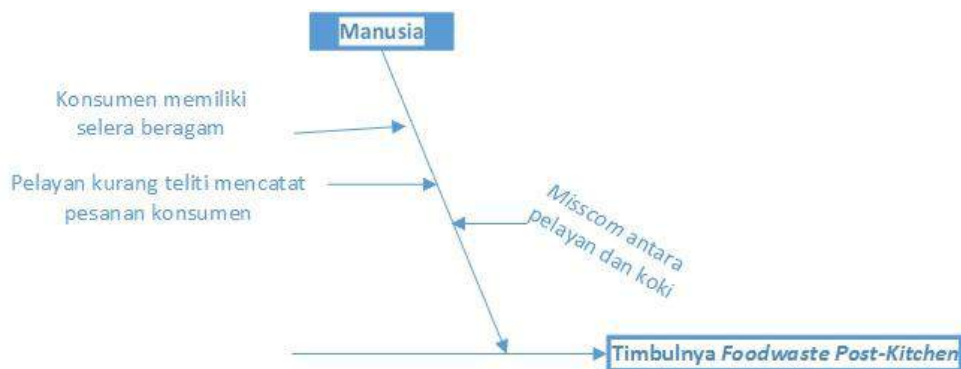 Manusia
Konsumen memiliki
selera beragam
Pelayan kurang teliti mencatat
pesanan konsumen
Misscom antara
pelayan dan koki
Timbulnya Foodwaste Post-Kitchen